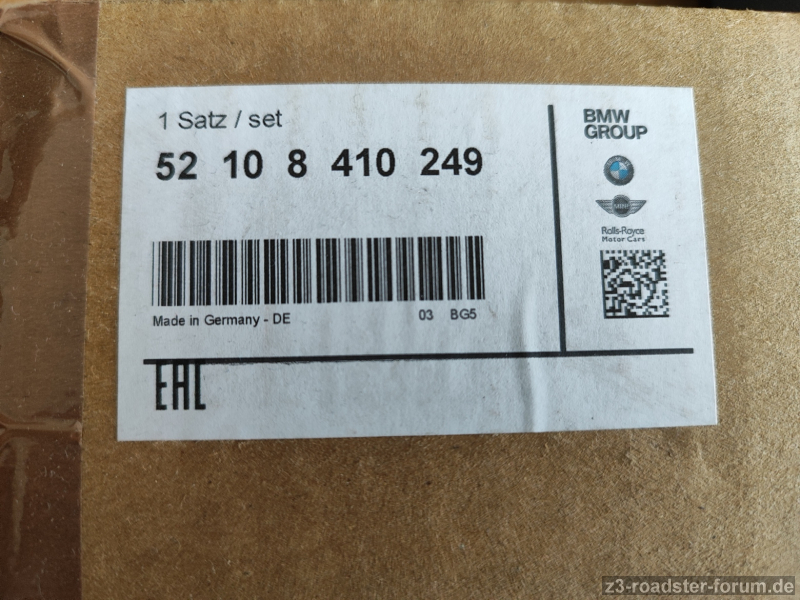 1 Satz / set
52 10 8 410 249
Made in Germany - DE
03 BG5
EAC
BMW
GROUP
MINI
Rolls-Royce
Motor Cars
z3-roadster-forum.de